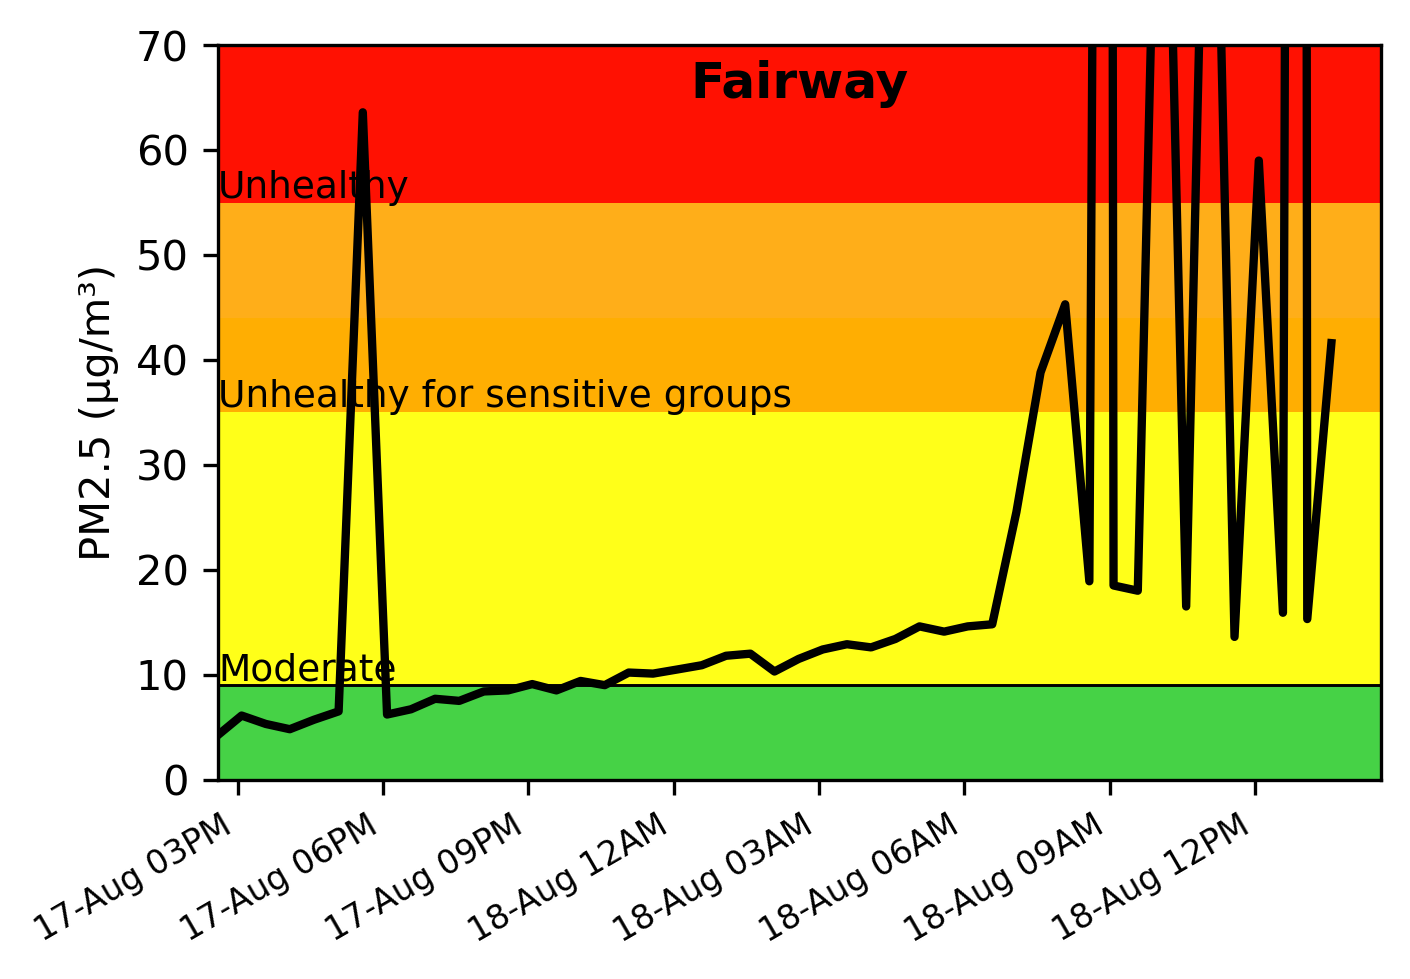 Fairway
70
60
50
40
30
20
10
0
PM2.5 (µg/m³)
Unhealthy
Unhealthy for sensitive groups
Moderate
17-Aug 03PM
17-Aug 06PM
17-Aug 09PM
18-Aug 12AM
18-Aug 03AM
18-Aug 06AM
18-Aug 09AM
18-Aug 12PM